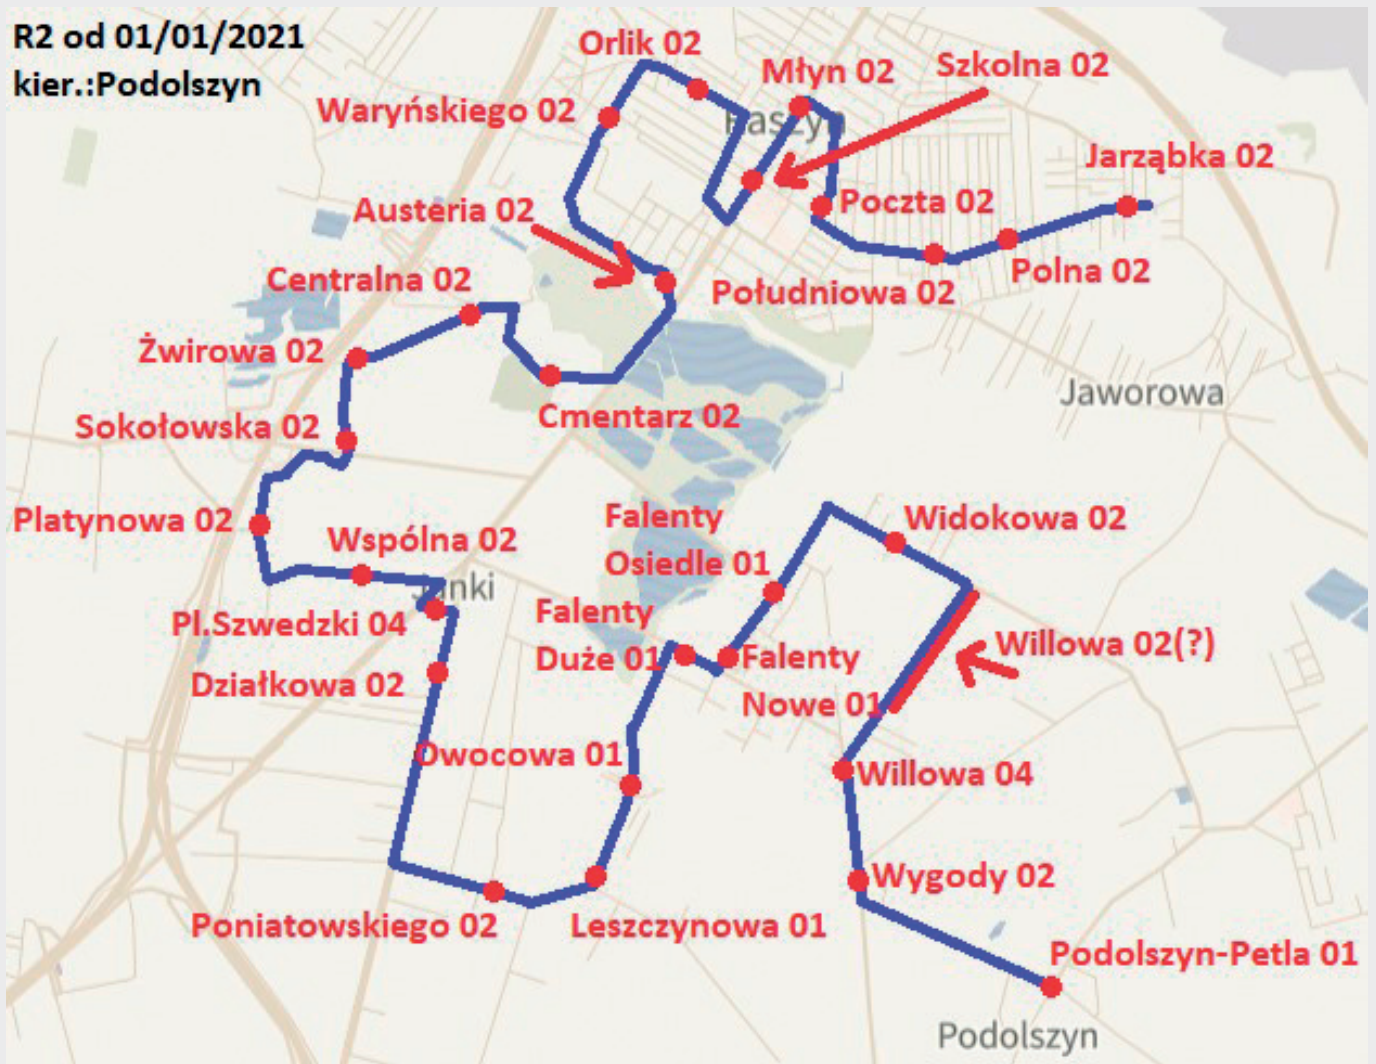 R2 od 01/01/2021
kier.:Podolszyn
Orlik 02
Młyn 02
Szkolna 02
Waryńskiego 02
Raszyn
Jarząbka 02
Austeria 02
Poczta 02
Centralna 02
Południowa 02
Polna 02
Żwirowa 02
Jaworowa
Sokołowska 02
Cmentarz 02
Platynowa 02
Wspólna 02
Falenty
Osiedle 01
Widokowa 02
Janki
Pl.Szwedzki 04
Falenty
Duże 01
Falenty
Nowe 01
Willowa 02(?)
Działkowa 02
Owocowa 01
Willowa 04
Wygody 02
Poniatowskiego 02
Leszczynowa 01
Podolszyn-Petla 01
Podolszyn